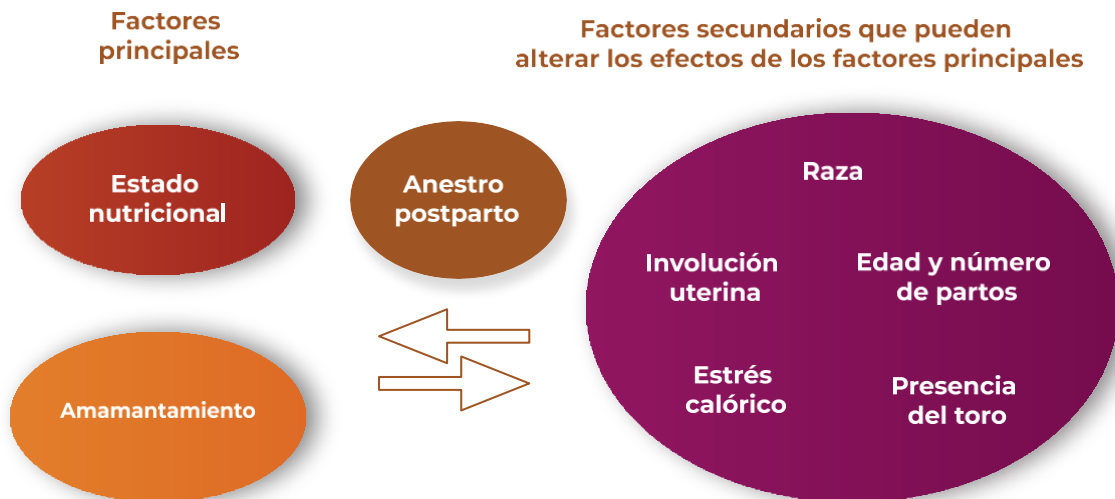 Factores
principales
Factores secundarios que pueden
alterar los efectos de los factores principales
Estado
nutricional
Anestro
postparto
Raza
Involución
uterina
Edad y número
de partos
Amamantamiento
Estrés
calórico
Presencia
del toro